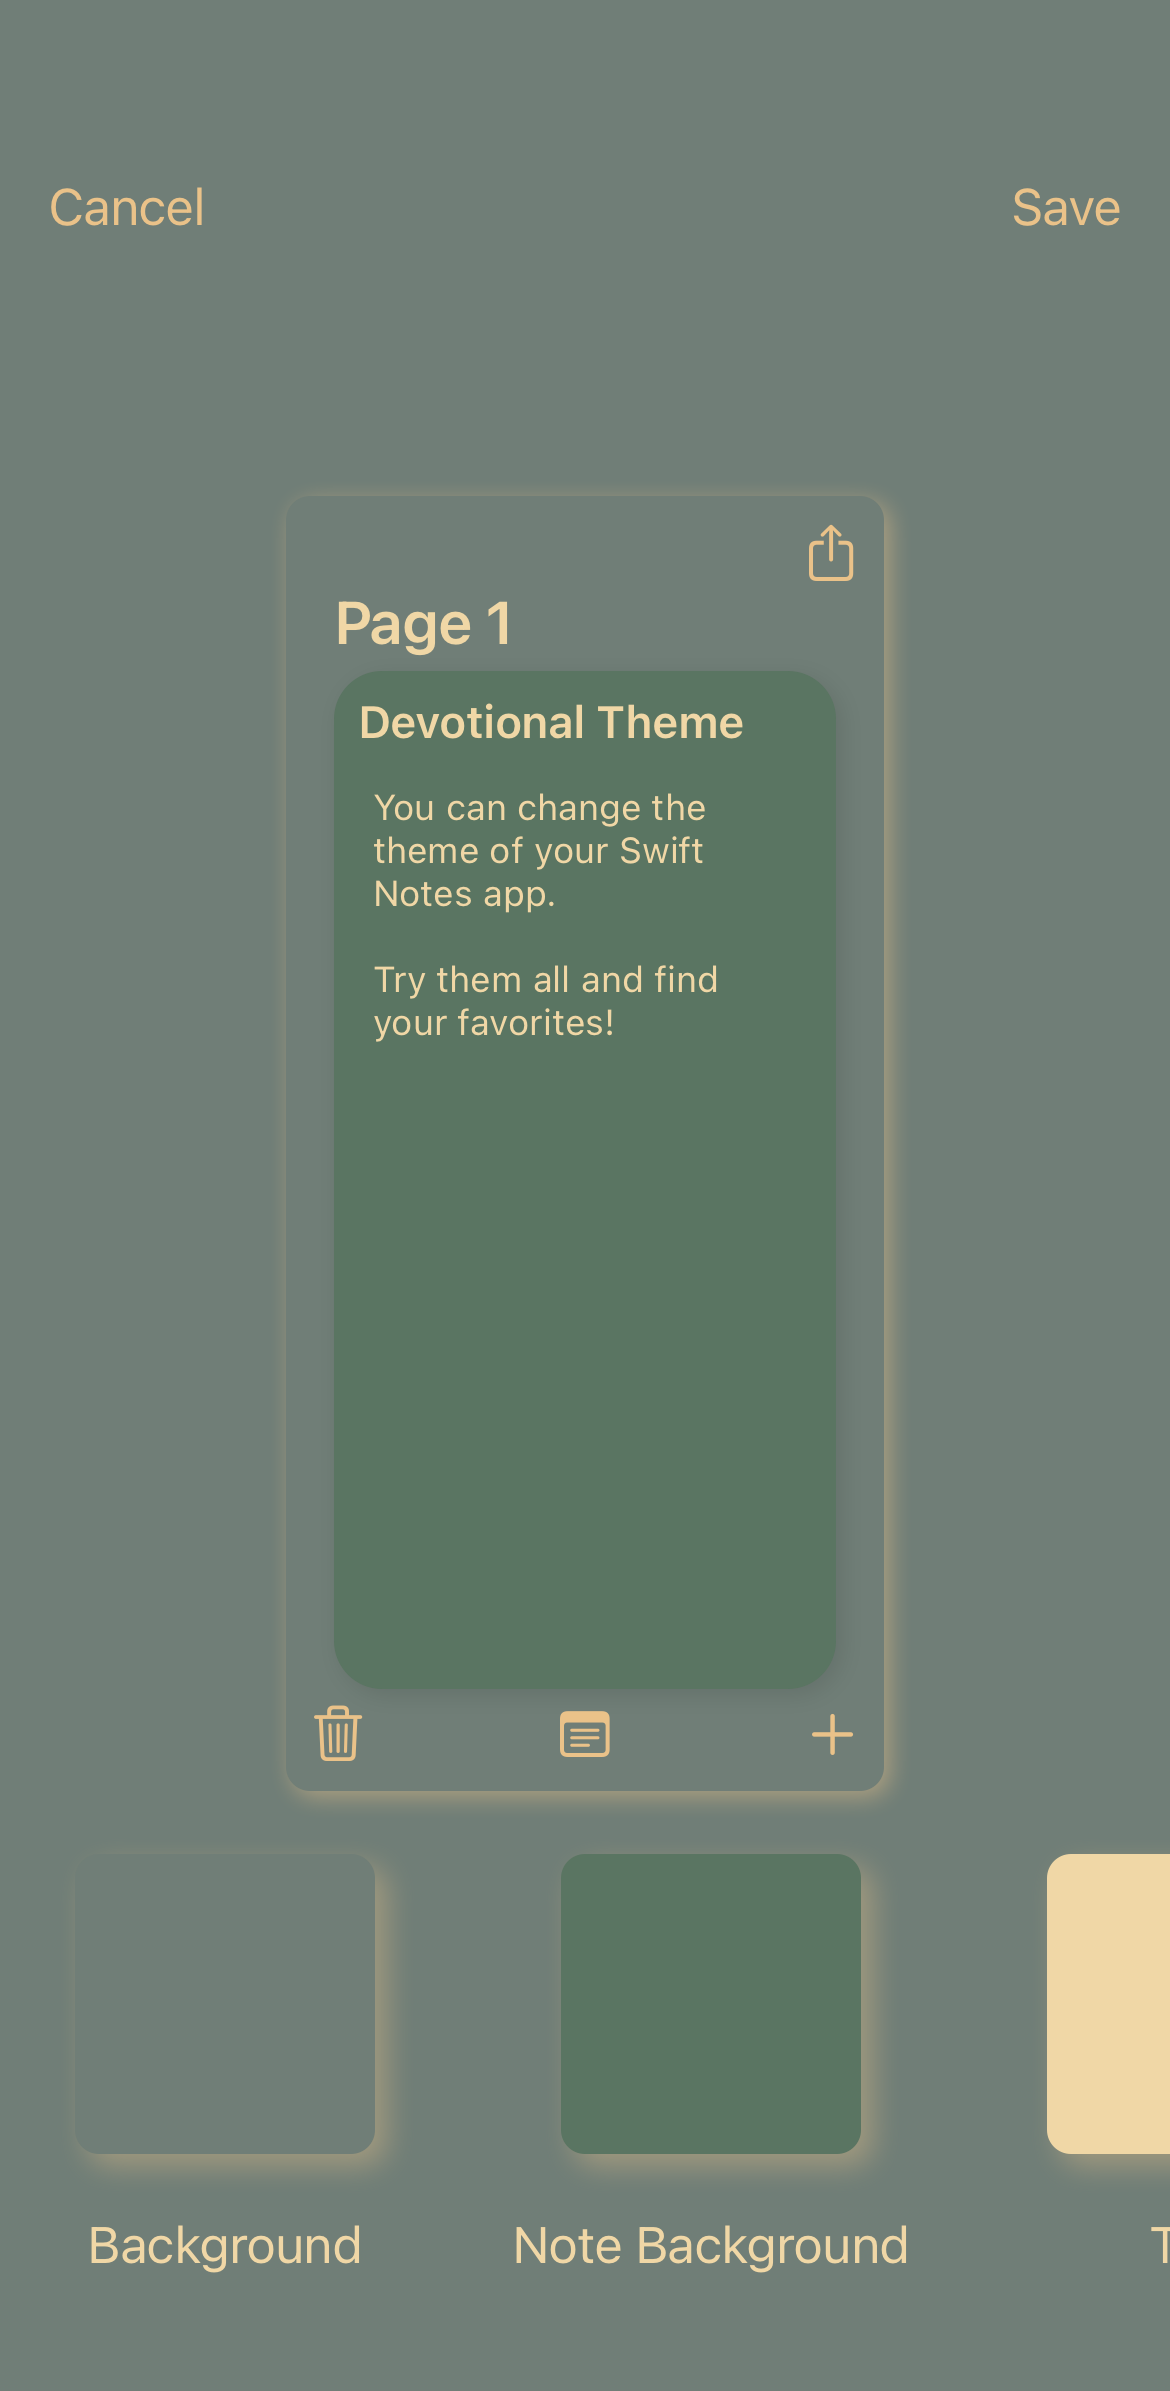 Cancel
Save
Page 1
Devotional Theme
You can change the
theme of your Swift
Notes app.
Try them all and find
your favorites!
Background
Note Background